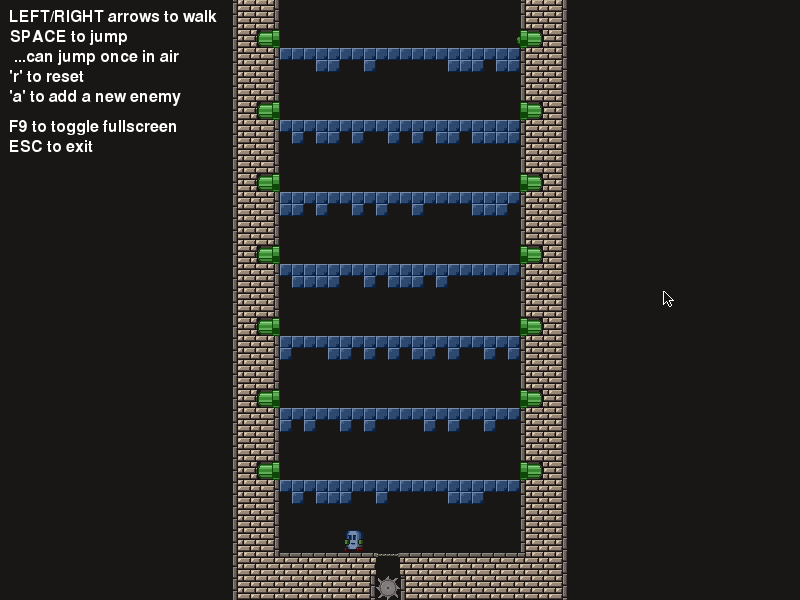 LEFT/RIGHT arrows to walk
SPACE to jump
...can jump once in air
'r' to reset
'a' to add a new enemy
F9 to toggle fullscreen
ESC to exit